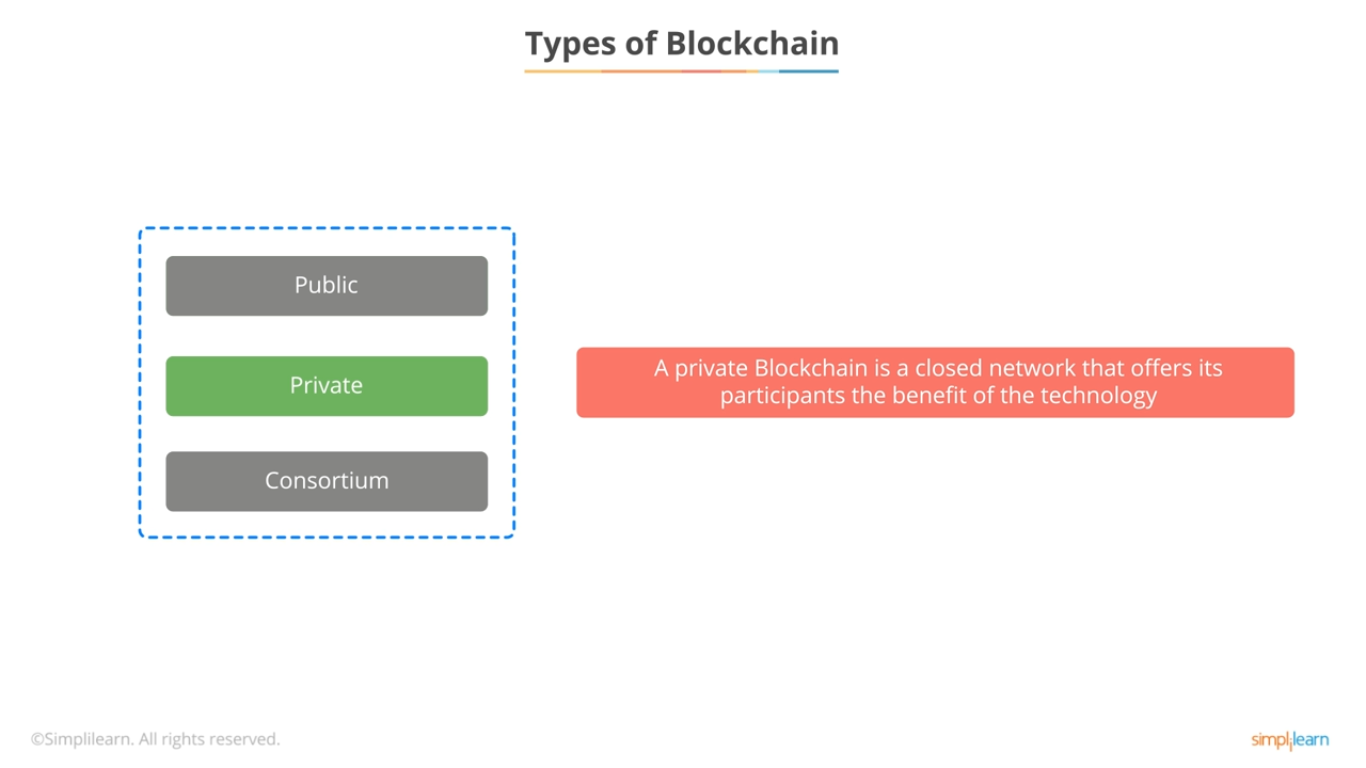 Types of Blockchain
Public
Private
Consortium
A private Blockchain is a closed network that offers its
participants the benefit of the technology
©Simplilearn. All rights reserved.
simplilearn